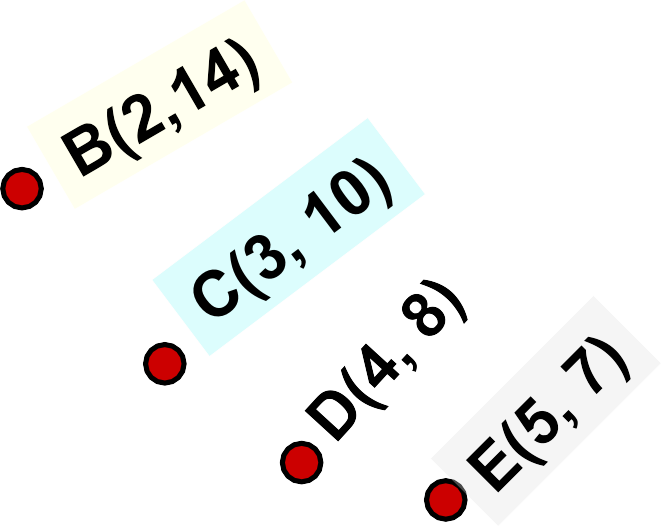 B(2,14)
C(3, 10)
D(4, 8)
E(5, 7)